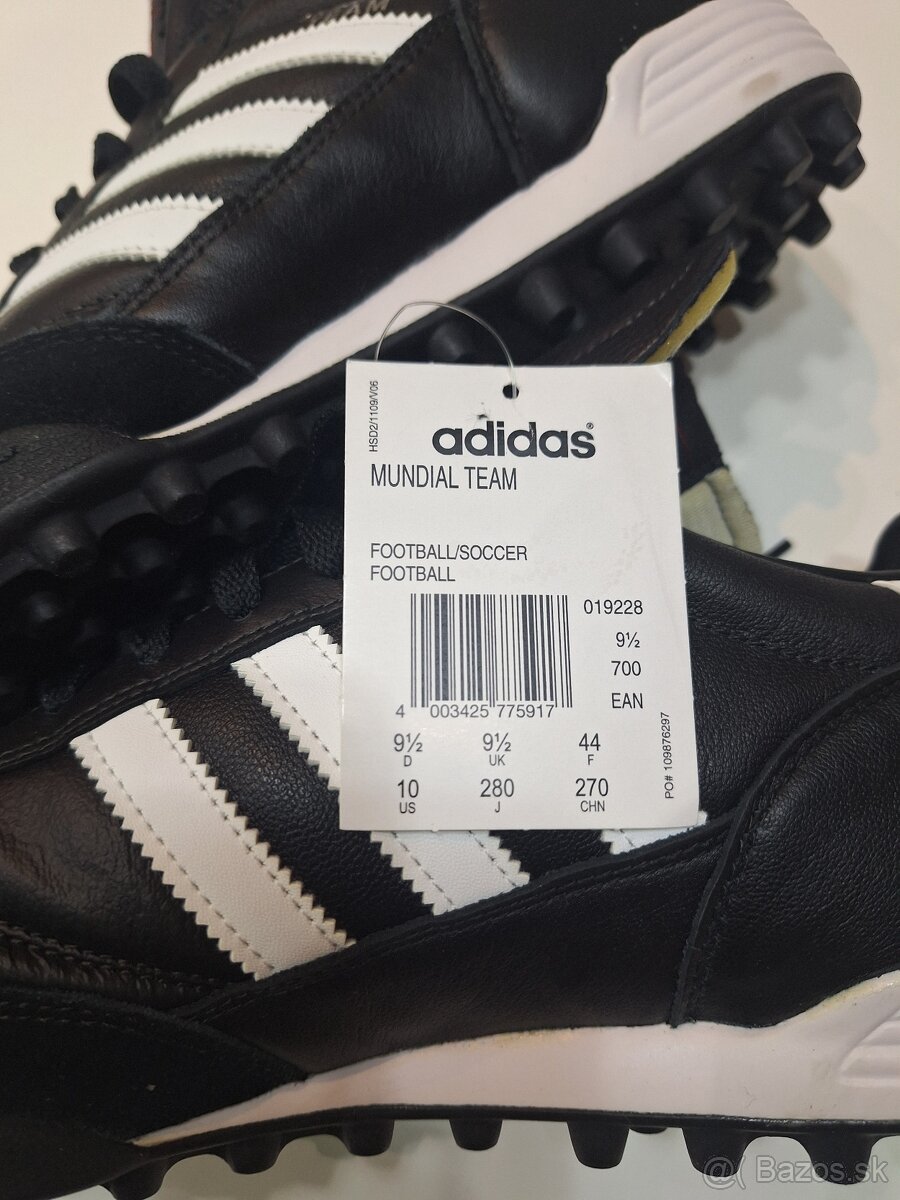 TEAM
HSD2/1109/V06
adidas®
MUNDIAL TEAM
FOOTBALL/SOCCER
FOOTBALL
019228
9½
700
EAN
4 003425 775917
9½ 9½ 44
D UK F
10 280 270
US J CHN
PO# 109876297
@( Bazos.sk